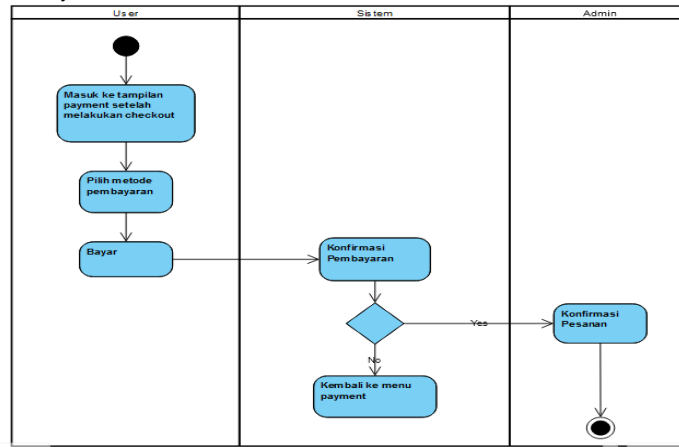 User
Sistem
Admin
Masuk ke tampilan
payment setelah
melakukan checkout
Pilih metode
pembayaran
Bayar
Konfirmasi
Pembayaran
Yes
Konfirmasi
Pesanan
No
Kembali ke menu
payment